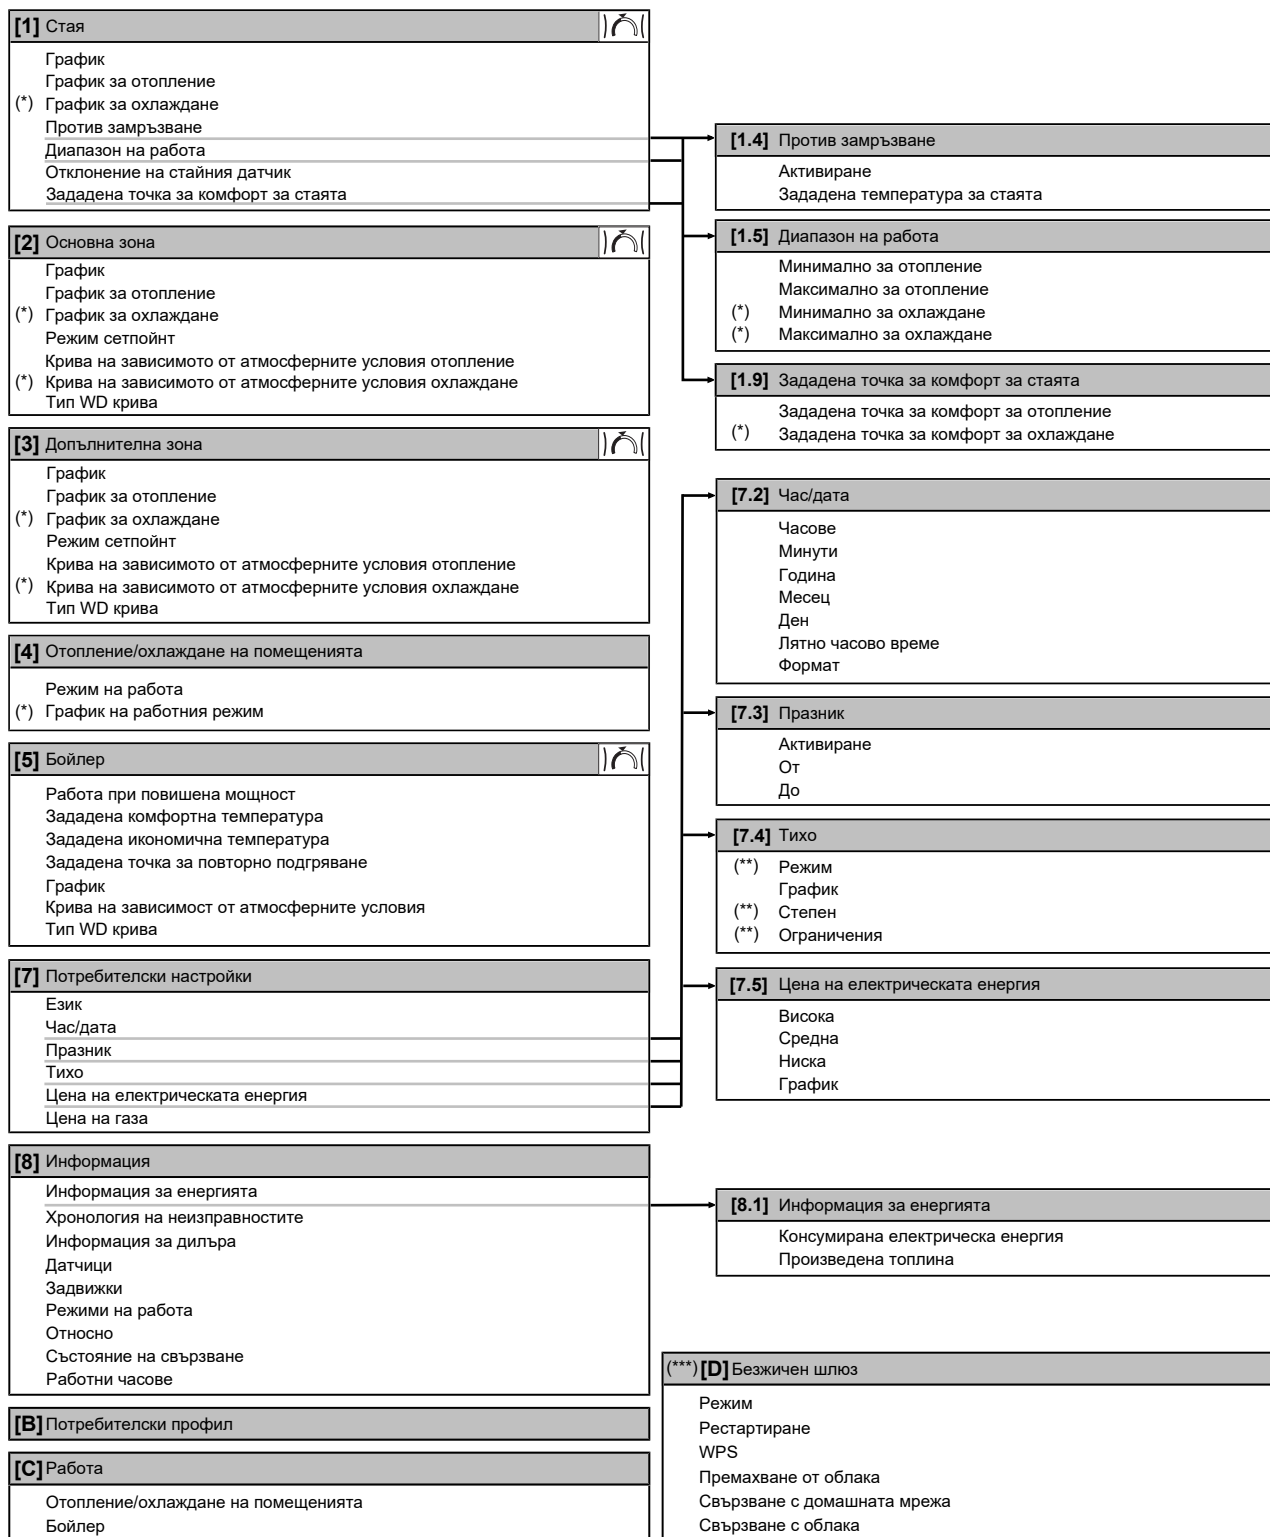 [1] Стая
График
График за отопление
(*) График за охлаждане
Против замръзване
Диапазон на работа
Отклонение на стайния датчик
Зададена точка за комфорт за стаята
[2] Основна зона
График
График за отопление
(*) График за охлаждане
Режим сетпойнт
Крива на зависимото от атмосферните условия отопление
(*) Крива на зависимото от атмосферните условия охлаждане
Тип WD крива
[3] Допълнителна зона
График
График за отопление
(*) График за охлаждане
Режим сетпойнт
Крива на зависимото от атмосферните условия отопление
(*) Крива на зависимото от атмосферните условия охлаждане
Тип WD крива
[4] Отопление/охлаждане на помещенията
Режим на работа
(*) График на работния режим
[5] Бойлер
Работа при повишена мощност
Зададена комфортна температура
Зададена икономична температура
Зададена точка за повторно подгряване
График
Крива на зависимост от атмосферните условия
Тип WD крива
[7] Потребителски настройки
Език
Час/дата
Празник
Тихо
Цена на електрическата енергия
Цена на газа
[8] Информация
Информация за енергията
Хронология на неизправностите
Информация за дилъра
Датчици
Задвижки
Режими на работа
Относно
Състояние на свързване
Работни часове
[B] Потребителски профил
[C] Работа
Отопление/охлаждане на помещенията
Бойлер
[1.4] Против замръзване
Активиране
Зададена температура за стаята
[1.5] Диапазон на работа
Минимално за отопление
Максимално за отопление
(*) Минимално за охлаждане
(*) Максимално за охлаждане
[1.9] Зададена точка за комфорт за стаята
Зададена точка за комфорт за отопление
(*) Зададена точка за комфорт за охлаждане
[7.2] Час/дата
Часове
Минути
Година
Месец
Ден
Лятно часово време
Формат
[7.3] Празник
Активиране
От
До
[7.4] Тихо
(**) Режим
График
(**) Степен
(**) Ограничения
[7.5] Цена на електрическата енергия
Висока
Средна
Ниска
График
[8.1] Информация за енергията
Консумирана електрическа енергия
Произведена топлина
(***) [D] Безжичен шлюз
Режим
Рестартиране
WPS
Премахване от облака
Свързване с домашната мрежа
Свързване с облака